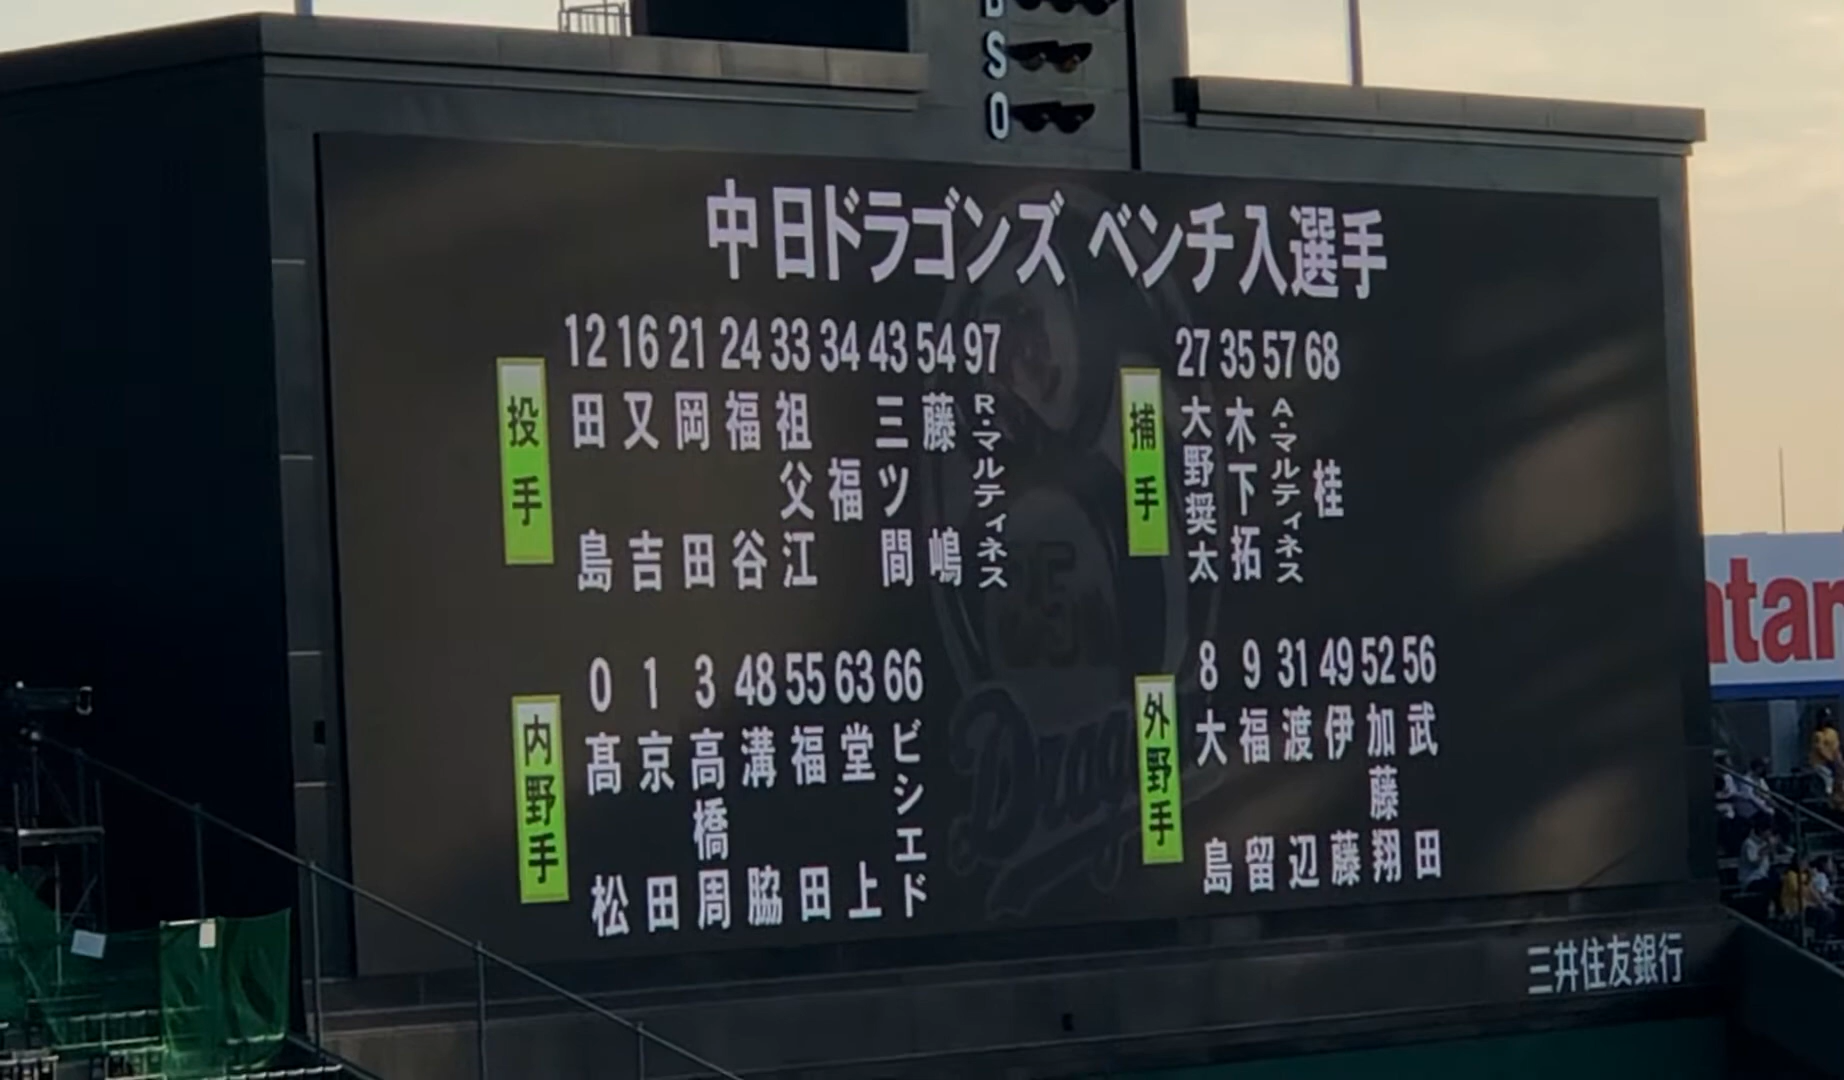 B
S
O
中日ドラゴンズ ベンチ入選手
投手
12 16 21 24 33 34 43 54 97
田島
又吉
岡田
福谷
祖父江
福
三ツ間
藤嶋
R・マルティネス
捕手
27 35 57 68
大野奨太
木下拓
A・マルティネス
桂
内野手
0 1 3 48 55 63 66
髙松
京田
高橋周
溝脇
福田
堂上
ビシエド
外野手
8 9 31 49 52 56
大島
福留
渡辺
伊藤
加藤翔
武田
三井住友銀行